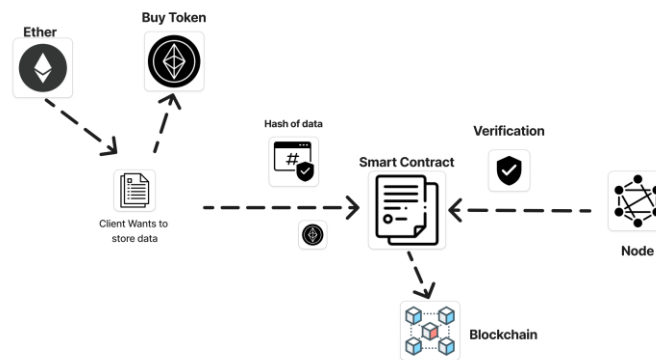 Buy Token
Ether
Hash of data
#
Verification
Smart Contract
Client Wants to
store data
Node
Blockchain